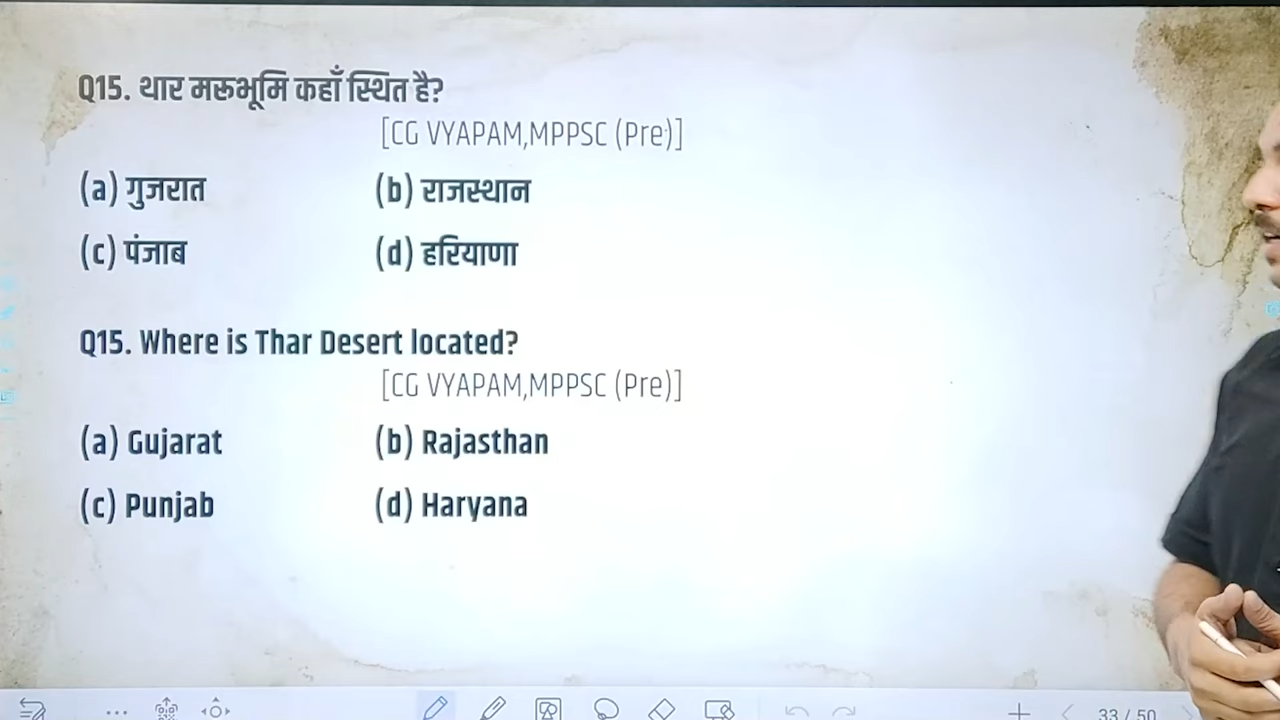 Q15. थार मरूभूमि कहाँ स्थित है?
[CG VYAPAM,MPPSC (Pre)]
(a) गुजरात (b) राजस्थान
(c) पंजाब (d) हरियाणा
Q15. Where is Thar Desert located?
[CG VYAPAM,MPPSC (Pre)]
(a) Gujarat (b) Rajasthan
(c) Punjab (d) Haryana
33 / 50